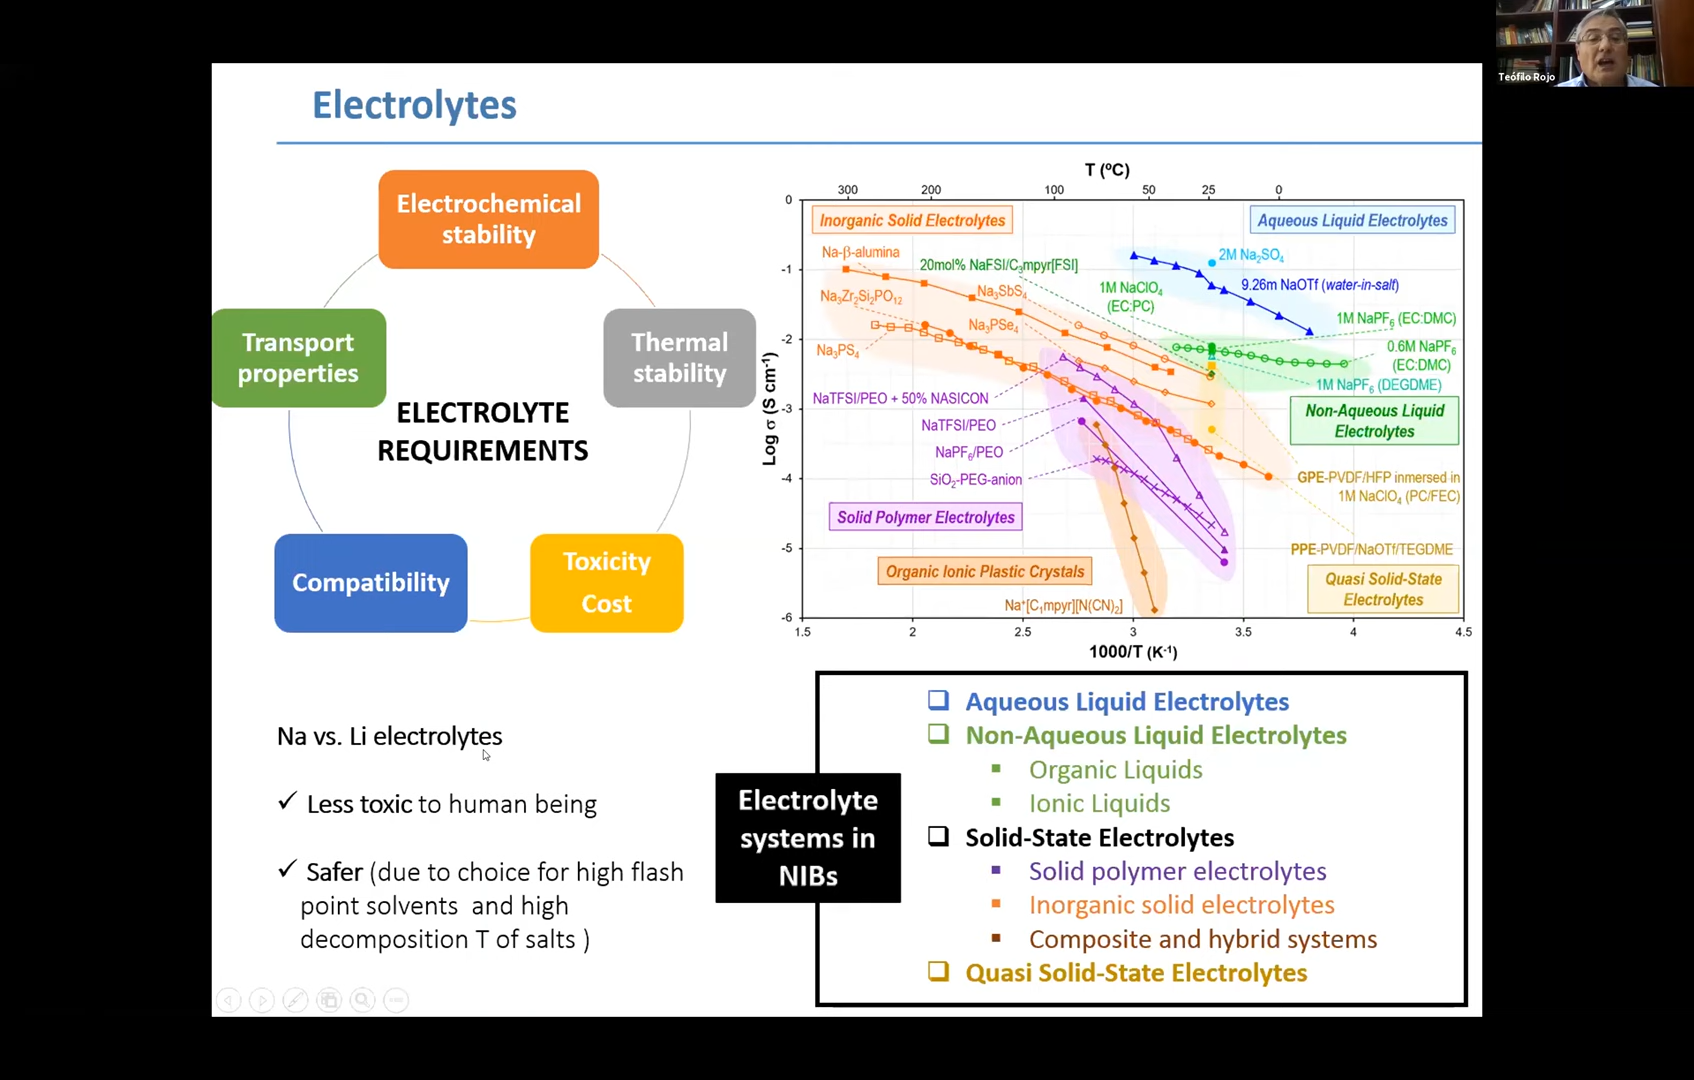 Teófilo Rojo
Electrolytes
Electrochemical
stability
Transport
properties
Thermal
stability
ELECTROLYTE
REQUIREMENTS
Compatibility
Toxicity
Cost
T (ºC)
300 200 100 50 25 0
0
-1
-2
-3
-4
-5
-6
Log σ (S cm⁻¹)
Inorganic Solid Electrolytes
Aqueous Liquid Electrolytes
Na-β-alumina
20mol% NaFSI/C₃mpyr[FSI]
2M Na₂SO₄
Na₃Zr₂Si₂PO₁₂
Na₃SbS₄
1M NaClO₄
(EC:PC)
9.26m NaOTf (water-in-salt)
Na₃PSe₄
1M NaPF₆ (EC:DMC)
Na₃PS₄
0.6M NaPF₆
(EC:DMC)
1M NaPF₆ (DEGDME)
NaTFSI/PEO + 50% NASICON
Non-Aqueous Liquid
Electrolytes
NaTFSI/PEO
NaPF₆/PEO
SiO₂-PEG-anion
GPE-PVDF/HFP inmersed in
1M NaClO₄ (PC/FEC)
Solid Polymer Electrolytes
PPE-PVDF/NaOTf/TEGDME
Organic Ionic Plastic Crystals
Quasi Solid-State
Electrolytes
Na⁺[C₁mpyr][N(CN)₂]
1.5 2 2.5 3 3.5 4 4.5
1000/T (K⁻¹)
Na vs. Li electrolytes
✓ Less toxic to human being
✓ Safer (due to choice for high flash
point solvents and high
decomposition T of salts )
Electrolyte
systems in
NIBs
❑ Aqueous Liquid Electrolytes
❑ Non-Aqueous Liquid Electrolytes
▪ Organic Liquids
▪ Ionic Liquids
❑ Solid-State Electrolytes
▪ Solid polymer electrolytes
▪ Inorganic solid electrolytes
▪ Composite and hybrid systems
❑ Quasi Solid-State Electrolytes